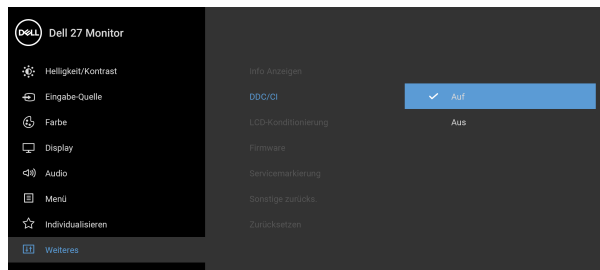 DELL Dell 27 Monitor
Helligkeit/Kontrast
Eingabe-Quelle
Farbe
Display
Audio
Menü
Individualisieren
Weiteres
Info Anzeigen
DDC/CI
LCD-Konditionierung
Firmware
Servicemarkierung
Sonstige zurücks.
Zurücksetzen
Auf
Aus